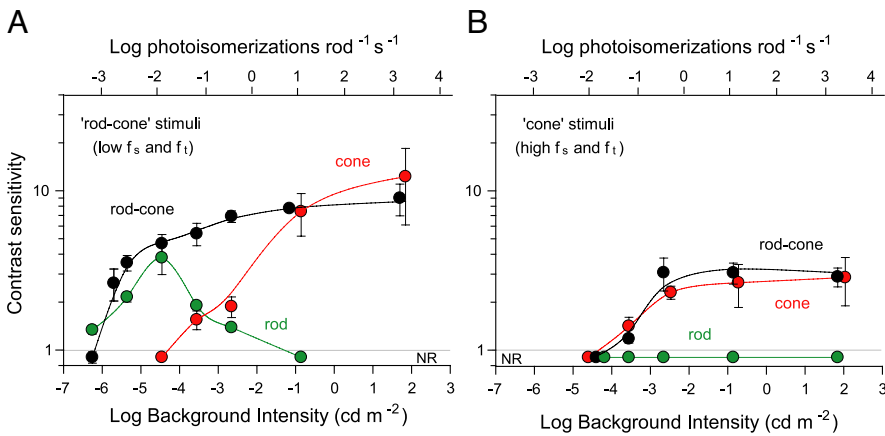 A
Log photoisomerizations rod -1 s -1
-3 -2 -1 0 1 2 3 4
'rod-cone' stimuli
(low f s and f t)
cone
rod-cone
rod
Contrast sensitivity
10
1
NR
-7 -6 -5 -4 -3 -2 -1 0 1 2 3
Log Background Intensity (cd m -2)
B
Log photoisomerizations rod -1 s -1
-3 -2 -1 0 1 2 3 4
'cone' stimuli
(high f s and f t)
rod-cone
cone
rod
10
1
NR
-7 -6 -5 -4 -3 -2 -1 0 1 2 3
Log Background Intensity (cd m -2)